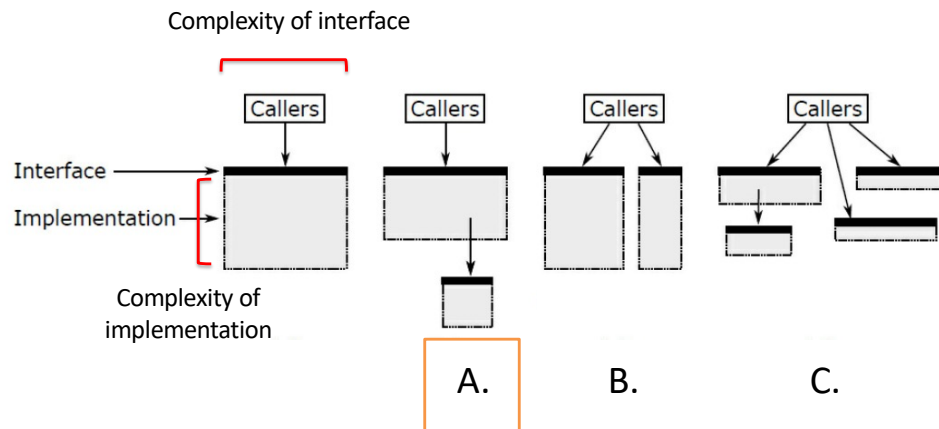 Complexity of interface
Callers
Callers
Callers
Callers
Interface
Implementation
Complexity of
implementation
A.
B.
C.